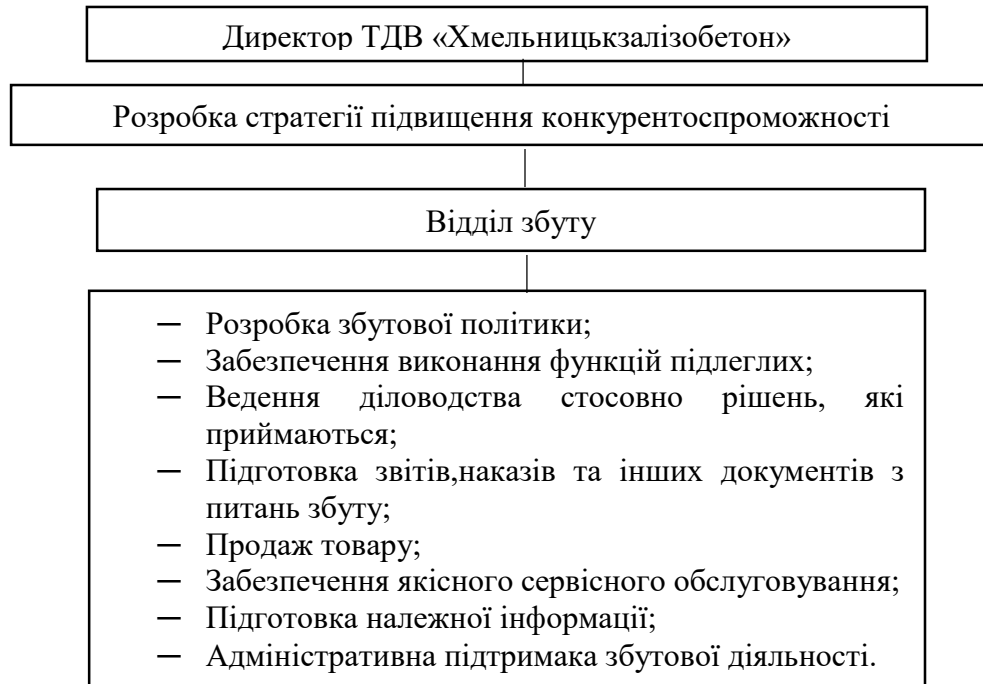 Директор ТДВ «Хмельницькзалізобетон»
Розробка стратегії підвищення конкурентоспроможності
Відділ збуту
— Розробка збутової політики;
— Забезпечення виконання функцій підлеглих;
— Ведення діловодства стосовно рішень, які
приймаються;
— Підготовка звітів,наказів та інших документів з
питань збуту;
— Продаж товару;
— Забезпечення якісного сервісного обслуговування;
— Підготовка належної інформації;
— Адміністративна підтримака збутової діяльності.